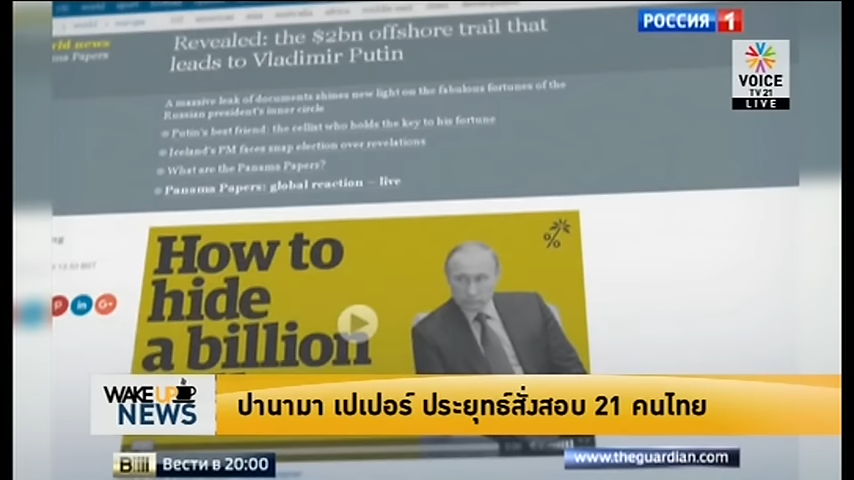 РОССИЯ 1
VOICE
TV 21
LIVE
Revealed: the $2bn offshore trail that
leads to Vladimir Putin
A massive leak of documents shines new light on the fabulous fortunes of the
Russian president's inner circle
Putin's best friend: the cellist who holds the key to his fortune
Iceland's PM faces snap election over revelations
What are the Panama Papers?
Panama Papers: global reaction – live
How to
hide
a billion
WAKE UP
NEWS
ปานามา เปเปอร์ ประยุทธ์สั่งสอบ 21 คนไทย
Вести в 20:00
www.theguardian.com